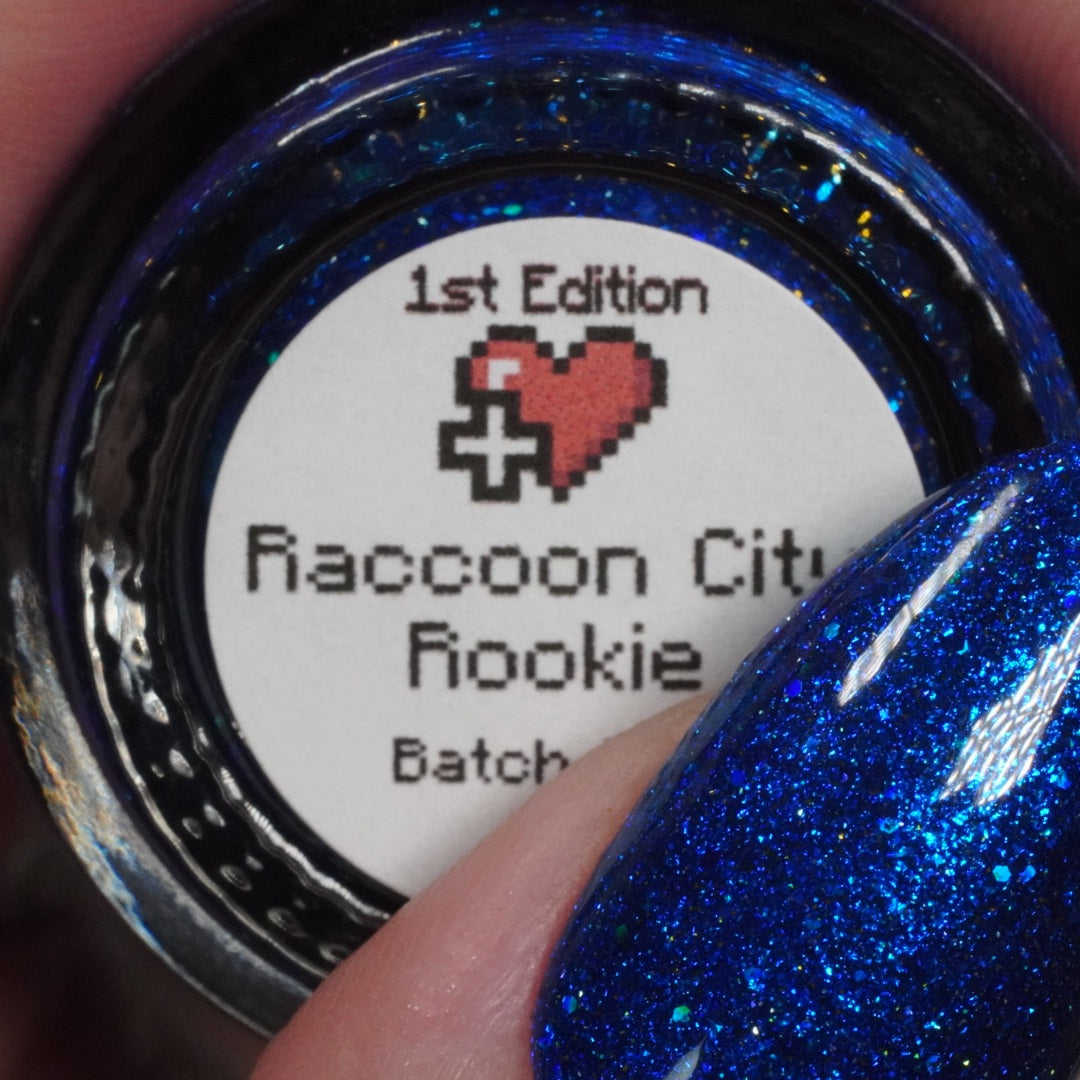 1st Edition
Raccoon City
Rookie
Batch